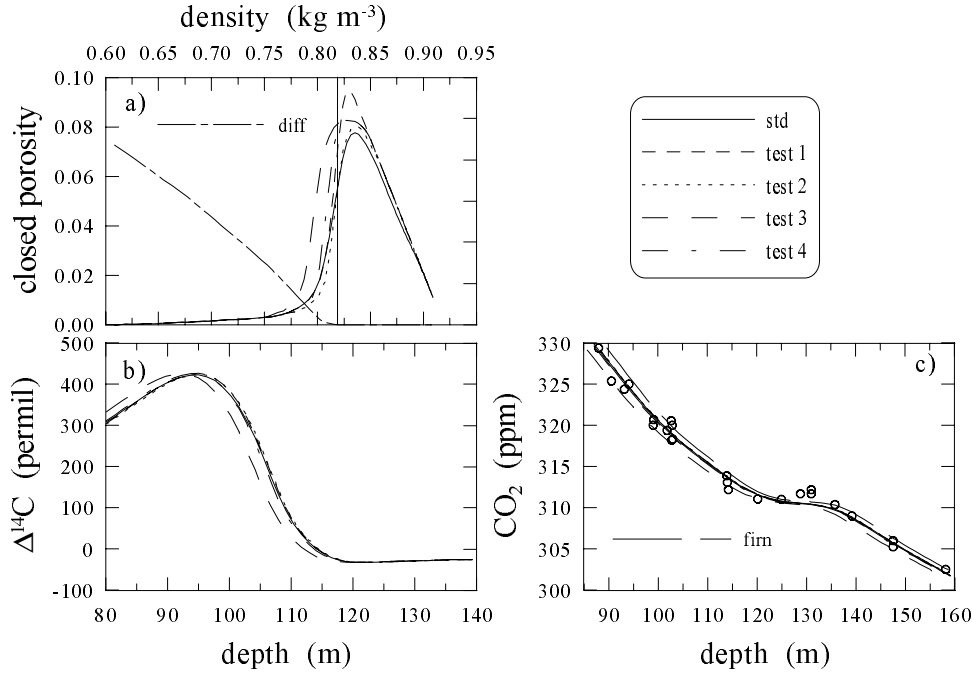 density (kg m-3)
0.60 0.65 0.70 0.75 0.80 0.85 0.90 0.95
0.10
0.08
0.06
0.04
0.02
0.00
closed porosity
a)
diff
std
test 1
test 2
test 3
test 4
500
400
300
200
100
0
-100
Δ14C (permil)
b)
80 90 100 110 120 130 140
depth (m)
330
325
320
315
310
305
300
CO2 (ppm)
c)
firn
90 100 110 120 130 140 150 160
depth (m)